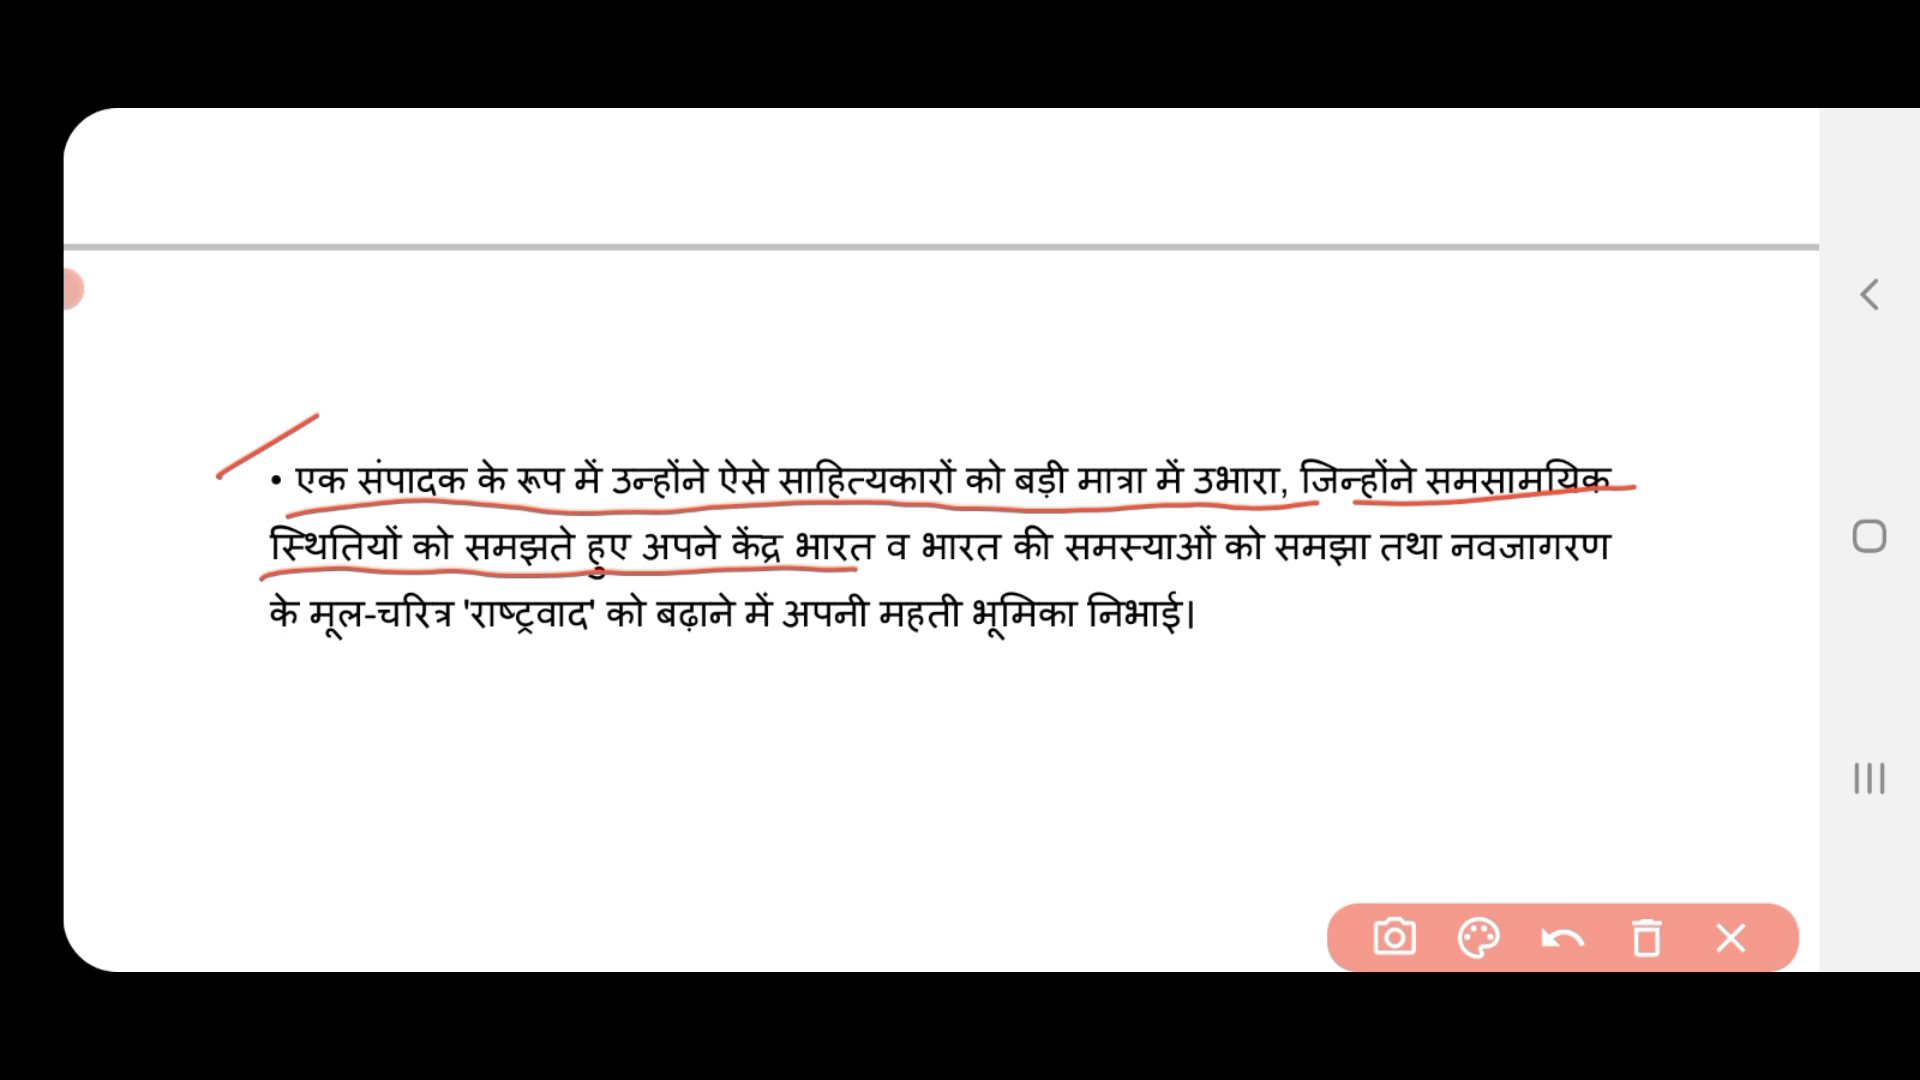 • एक संपादक के रूप में उन्होंने ऐसे साहित्यकारों को बड़ी मात्रा में उभारा, जिन्होंने समसामयिक
स्थितियों को समझते हुए अपने केंद्र भारत व भारत की समस्याओं को समझा तथा नवजागरण
के मूल-चरित्र 'राष्ट्रवाद' को बढ़ाने में अपनी महती भूमिका निभाई।